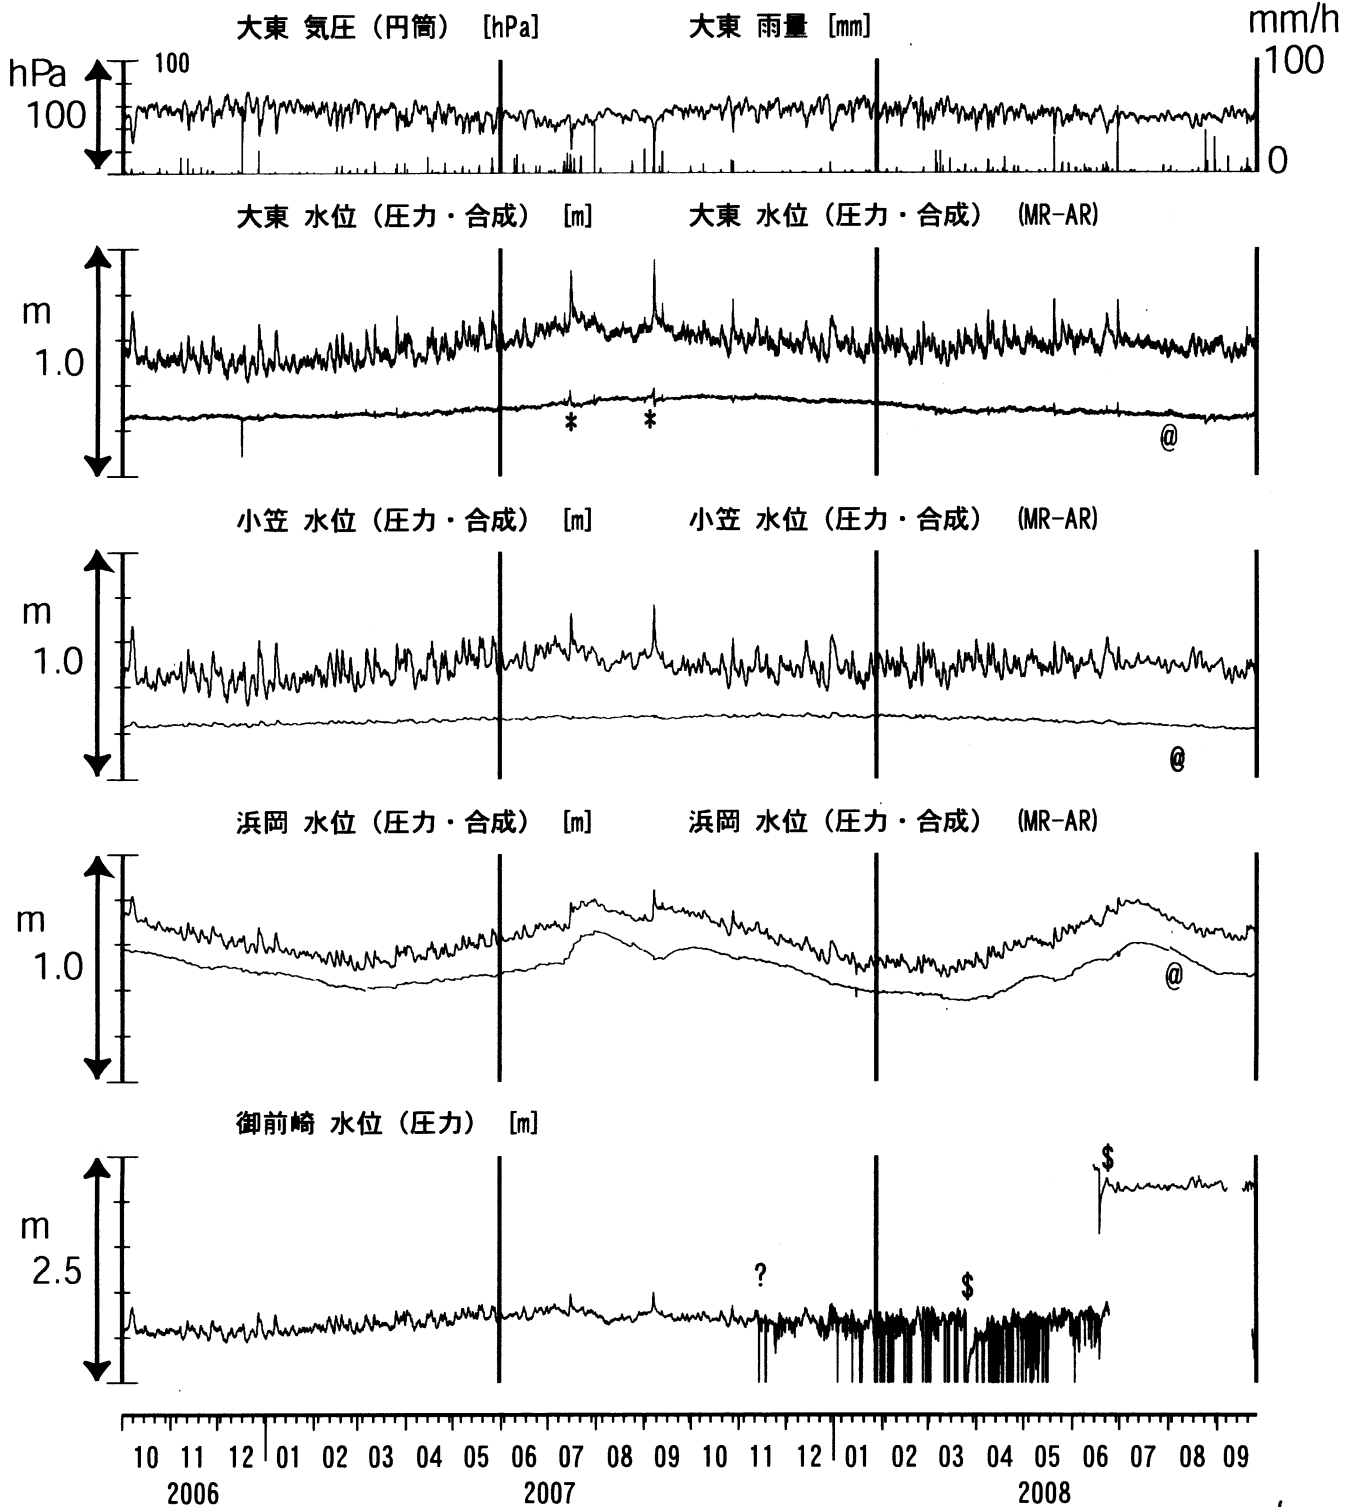 大東 気圧（円筒） [hPa] 大東 雨量 [mm] mm/h
hPa 100 100
100
0
大東 水位（圧力・合成） [m] 大東 水位（圧力・合成） (MR-AR)
m
1.0
* *
@
小笠 水位（圧力・合成） [m] 小笠 水位（圧力・合成） (MR-AR)
m
1.0
@
浜岡 水位（圧力・合成） [m] 浜岡 水位（圧力・合成） (MR-AR)
m
1.0
@
御前崎 水位（圧力） [m]
$
m
2.5
? $
10 11 12 01 02 03 04 05 06 07 08 09 10 11 12 01 02 03 04 05 06 07 08 09
2006 2007 2008